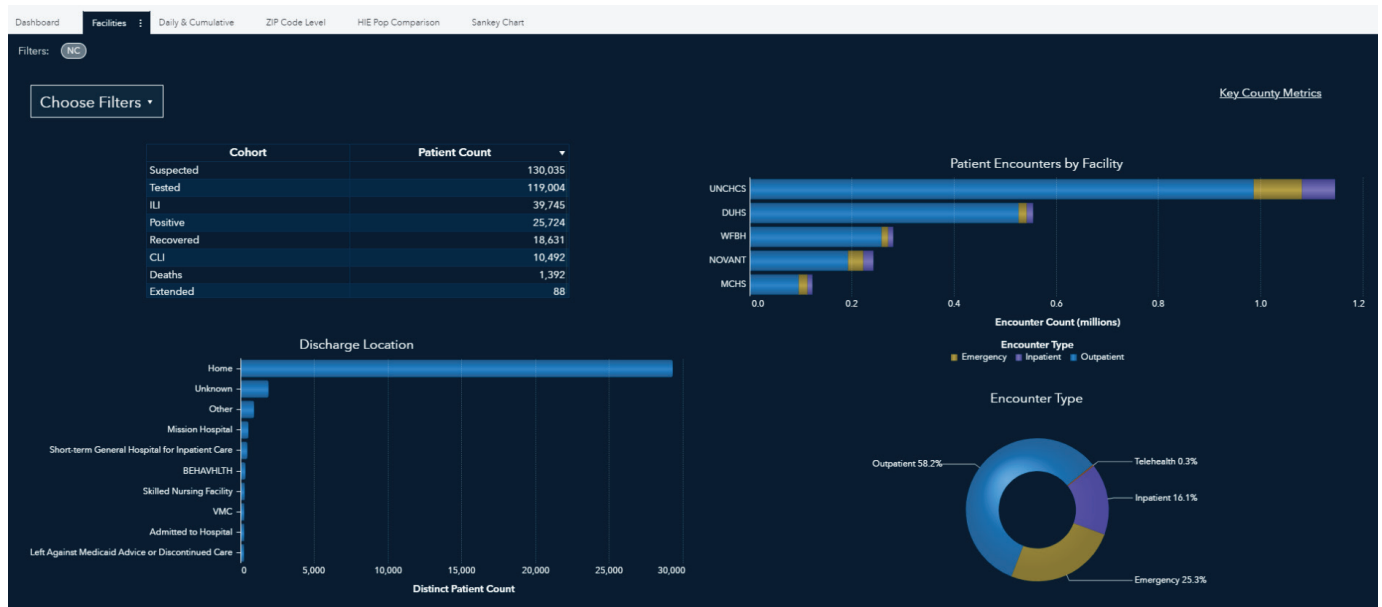 Dashboard Facilities Daily & Cumulative ZIP Code Level HIE Pop Comparison Sankey Chart
Filters: NC
Choose Filters
Key County Metrics
Cohort Patient Count
Suspected 130,035
Tested 119,004
ILI 39,745
Positive 25,724
Recovered 18,631
CLI 10,492
Deaths 1,392
Extended 88
Patient Encounters by Facility
UNCHCS
DUHS
WFBH
NOVANT
MCHS
0.0 0.2 0.4 0.6 0.8 1.0 1.2
Encounter Count (millions)
Encounter Type
Emergency Inpatient Outpatient
Discharge Location
Home
Unknown
Other
Mission Hospital
Short-term General Hospital for Inpatient Care
BEHAVHLTH
Skilled Nursing Facility
VMC
Admitted to Hospital
Left Against Medicaid Advice or Discontinued Care
0 5,000 10,000 15,000 20,000 25,000 30,000
Distinct Patient Count
Encounter Type
Outpatient 58.2%
Telehealth 0.3%
Inpatient 16.1%
Emergency 25.3%